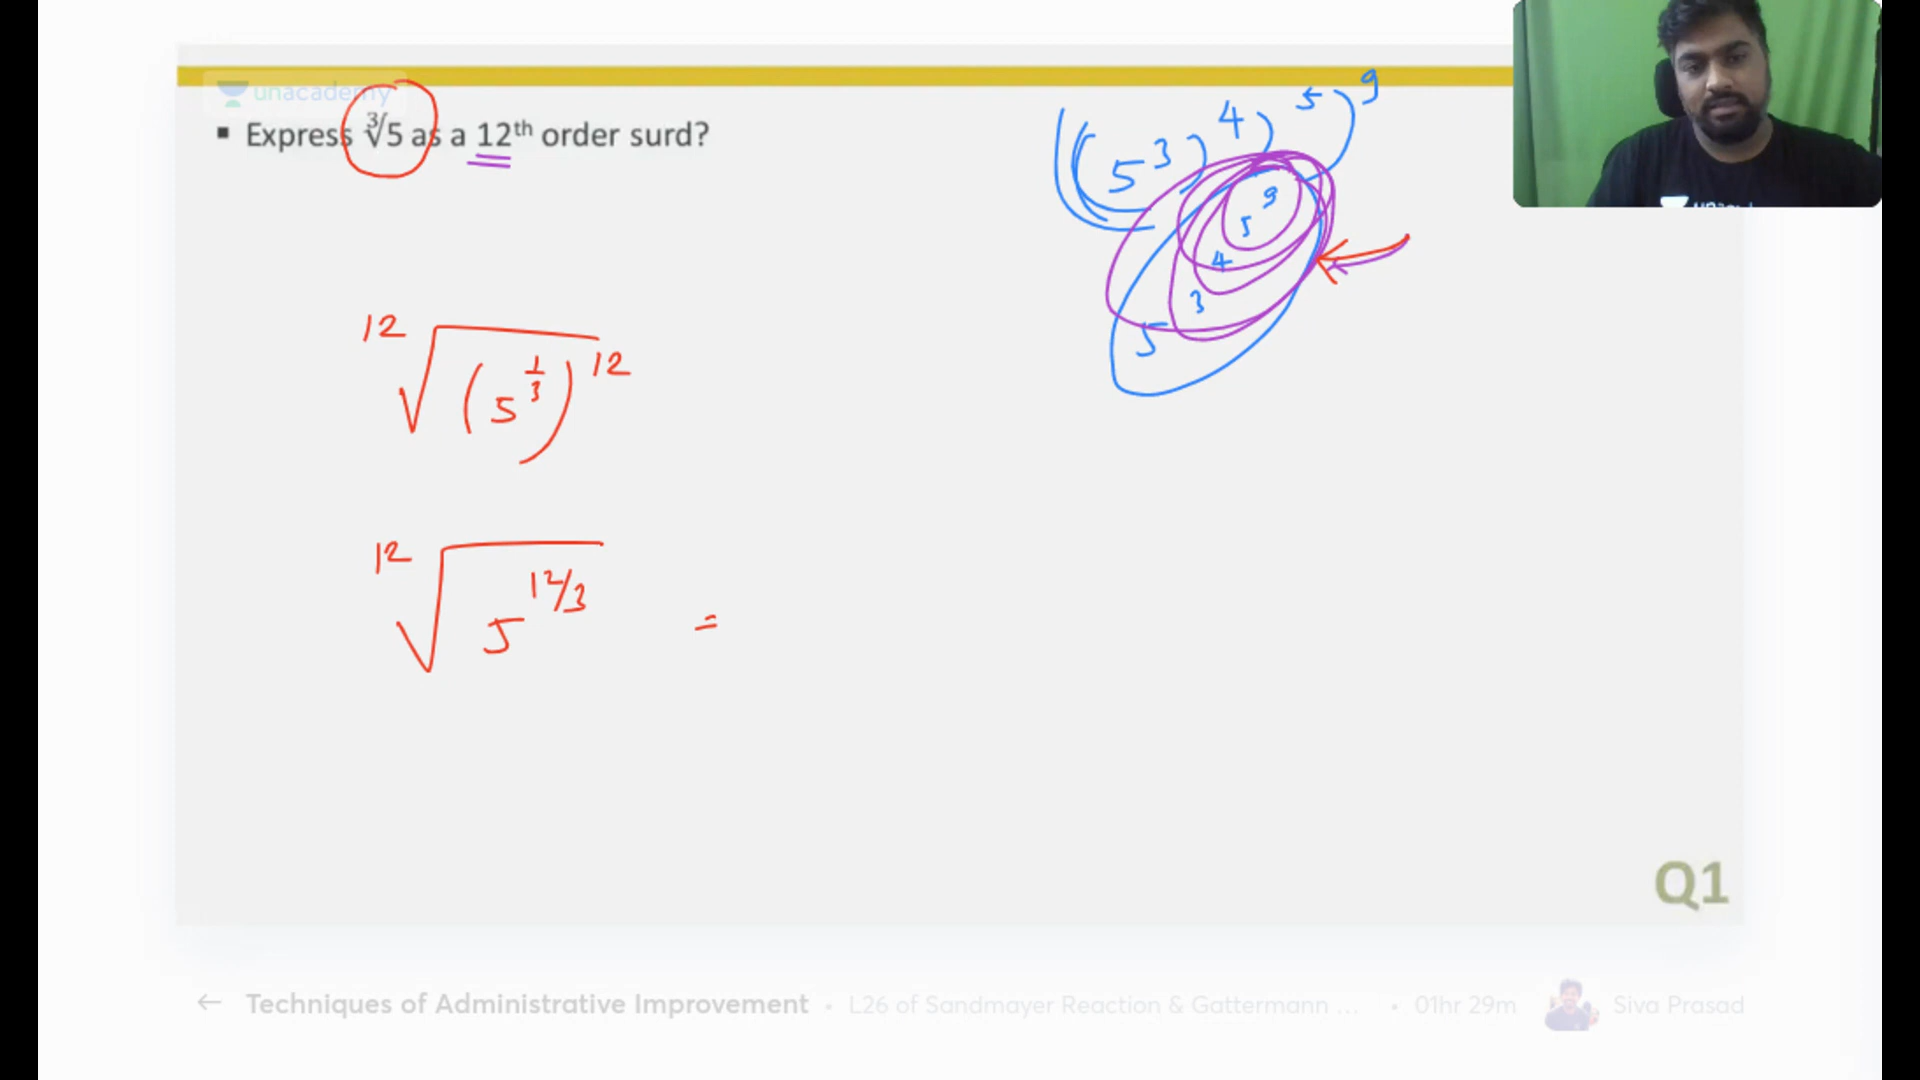 unacademy
▪ Express ∛5 as a 12th order surd?
(((5^3)^4)^5)^9
5^3^4^5^9
12√(5^(1/3))^12
12√5^(12/3) =
Q1
← Techniques of Administrative Improvement • L26 of Sandmayer Reaction & Gattermann ... • 01hr 29m Siva Prasad